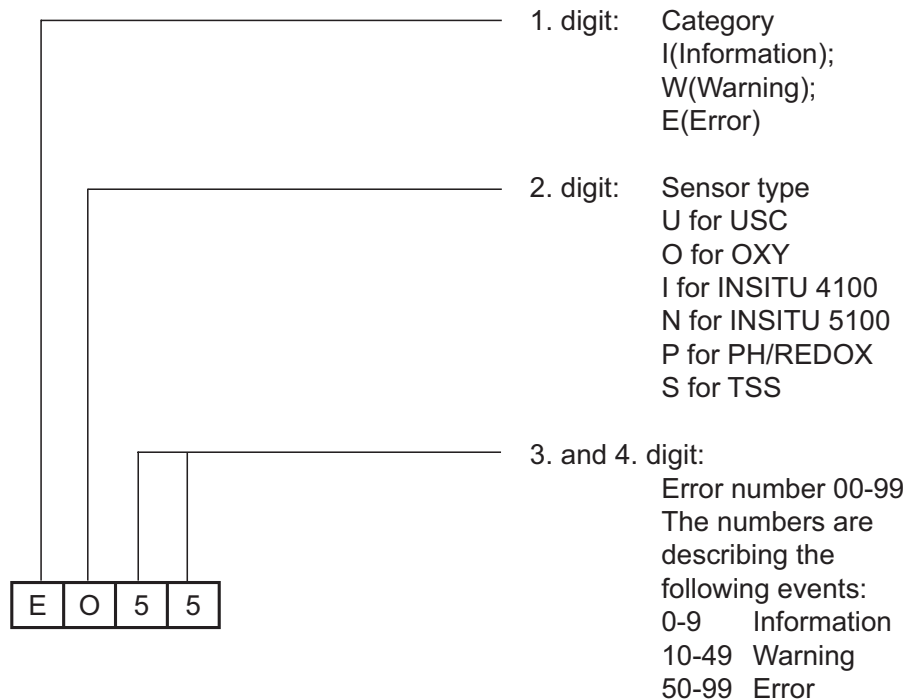 1. digit: Category
I(Information);
W(Warning);
E(Error)
2. digit: Sensor type
U for USC
O for OXY
I for INSITU 4100
N for INSITU 5100
P for PH/REDOX
S for TSS
3. and 4. digit:
Error number 00-99
The numbers are
describing the
following events:
0-9 Information
10-49 Warning
50-99 Error
E O 5 5